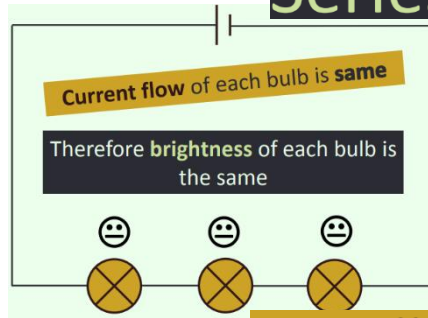 Current flow of each bulb is same
Therefore brightness of each bulb is
the same